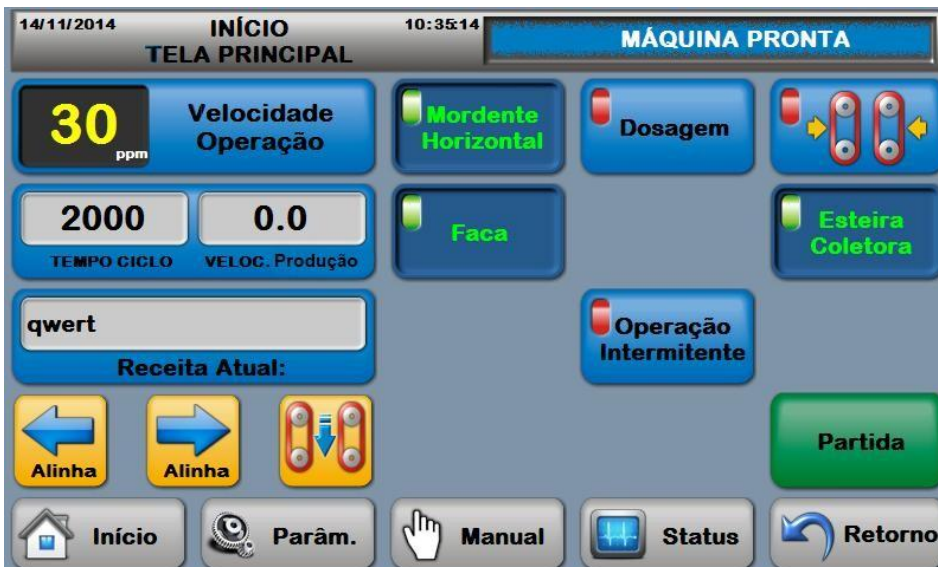 14/11/2014
INÍCIO
TELA PRINCIPAL
10:35:14
MÁQUINA PRONTA
30
ppm
Velocidade
Operação
Mordente
Horizontal
Dosagem
2000
TEMPO CICLO
0.0
VELOC. Produção
Faca
Esteira
Coletora
qwert
Receita Atual:
Operação
Intermitente
Alinha
Alinha
Partida
Início
Parâm.
Manual
Status
Retorno